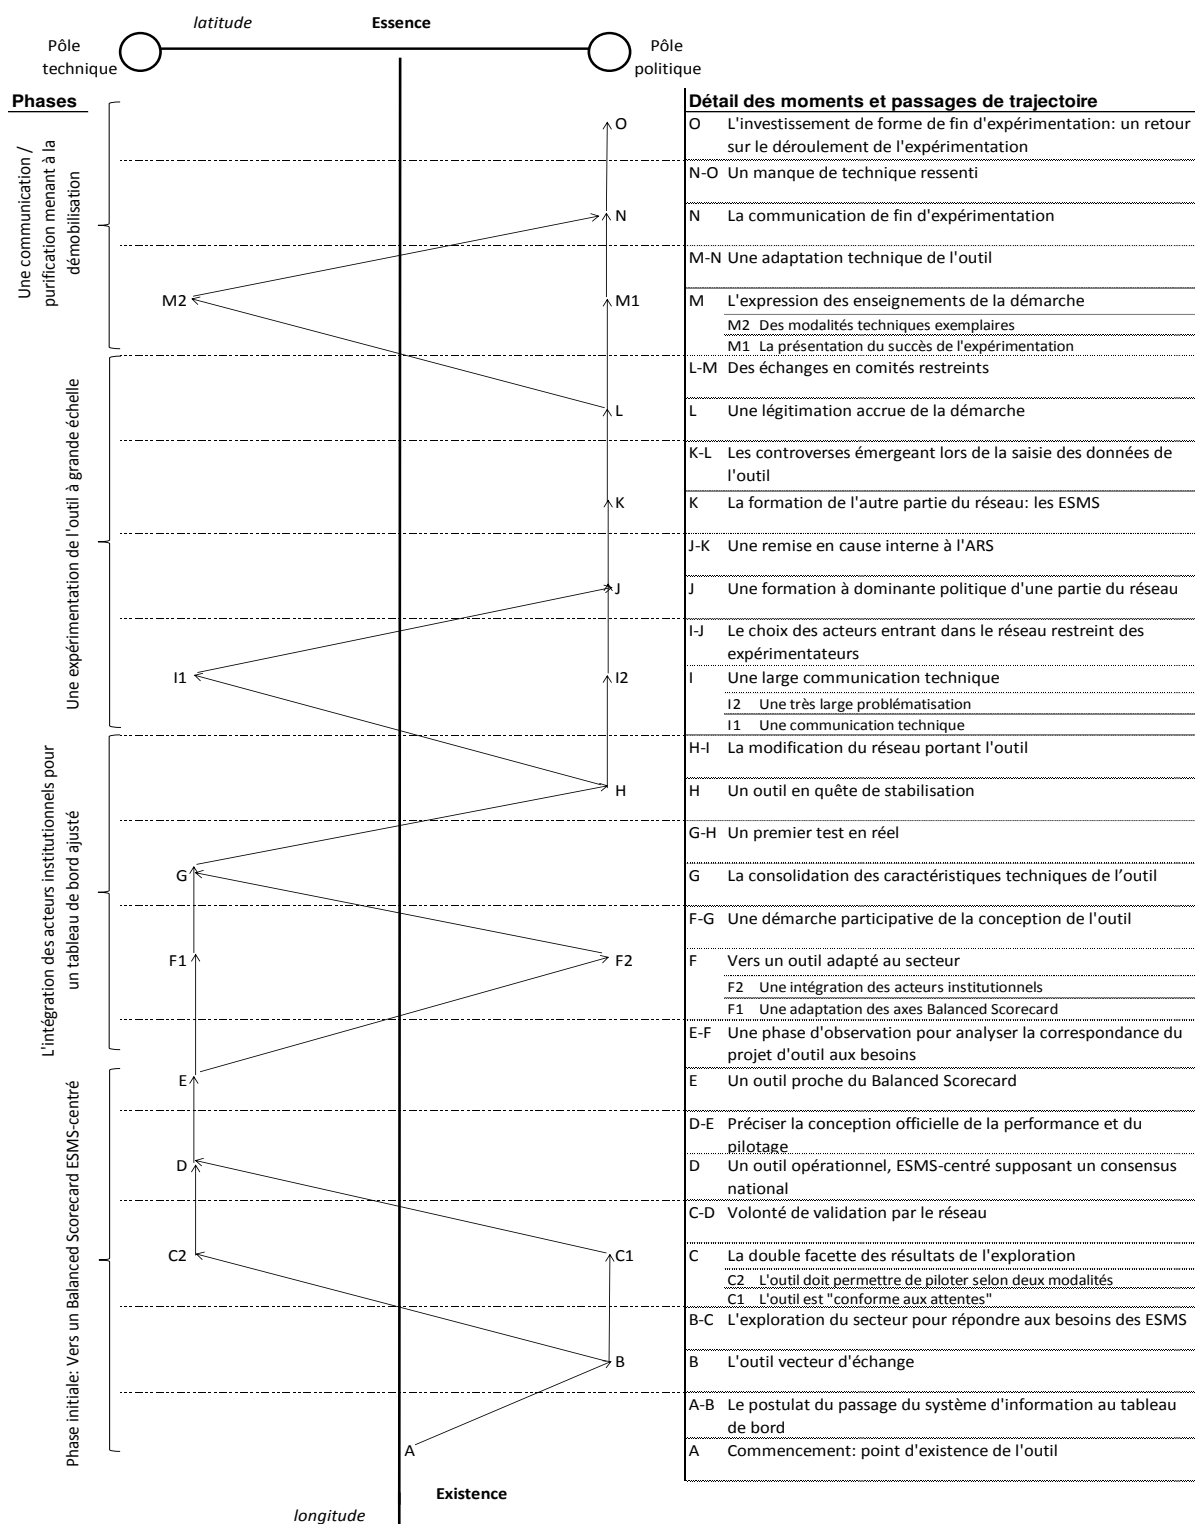 latitude
Essence
Pôle
technique
Pôle
politique
Phases
Détail des moments et passages de trajectoire
Une communication /
purification menant à la
démobilisation
Une expérimentation de l'outil à grande échelle
L'intégration des acteurs institutionnels pour
un tableau de bord ajusté
Phase initiale: Vers un Balanced Scorecard ESMS-centré
O
N
M2
M1
L
K
J
I1
I2
H
G
F1
F2
E
D
C2
C1
B
A
O L'investissement de forme de fin d'expérimentation: un retour
sur le déroulement de l'expérimentation
N-O Un manque de technique ressenti
N La communication de fin d'expérimentation
M-N Une adaptation technique de l'outil
M L'expression des enseignements de la démarche
M2 Des modalités techniques exemplaires
M1 La présentation du succès de l'expérimentation
L-M Des échanges en comités restreints
L Une légitimation accrue de la démarche
K-L Les controverses émergeant lors de la saisie des données de
l'outil
K La formation de l'autre partie du réseau: les ESMS
J-K Une remise en cause interne à l'ARS
J Une formation à dominante politique d'une partie du réseau
I-J Le choix des acteurs entrant dans le réseau restreint des
expérimentateurs
I Une large communication technique
I2 Une très large problématisation
I1 Une communication technique
H-I La modification du réseau portant l'outil
H Un outil en quête de stabilisation
G-H Un premier test en réel
G La consolidation des caractéristiques techniques de l’outil
F-G Une démarche participative de la conception de l'outil
F Vers un outil adapté au secteur
F2 Une intégration des acteurs institutionnels
F1 Une adaptation des axes Balanced Scorecard
E-F Une phase d'observation pour analyser la correspondance du
projet d'outil aux besoins
E Un outil proche du Balanced Scorecard
D-E Préciser la conception officielle de la performance et du
pilotage
D Un outil opérationnel, ESMS-centré supposant un consensus
national
C-D Volonté de validation par le réseau
C La double facette des résultats de l'exploration
C2 L'outil doit permettre de piloter selon deux modalités
C1 L'outil est "conforme aux attentes"
B-C L'exploration du secteur pour répondre aux besoins des ESMS
B L'outil vecteur d'échange
A-B Le postulat du passage du système d'information au tableau
de bord
A Commencement: point d'existence de l'outil
Existence
longitude